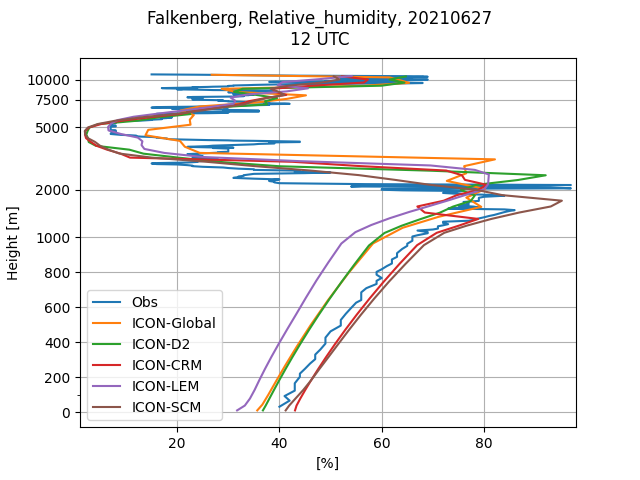 Falkenberg, Relative_humidity, 20210627
12 UTC
10000
7500
5000
2000
1000
800
600
400
200
0
Height [m]
Obs
ICON-Global
ICON-D2
ICON-CRM
ICON-LEM
ICON-SCM
20 40 60 80
[%]